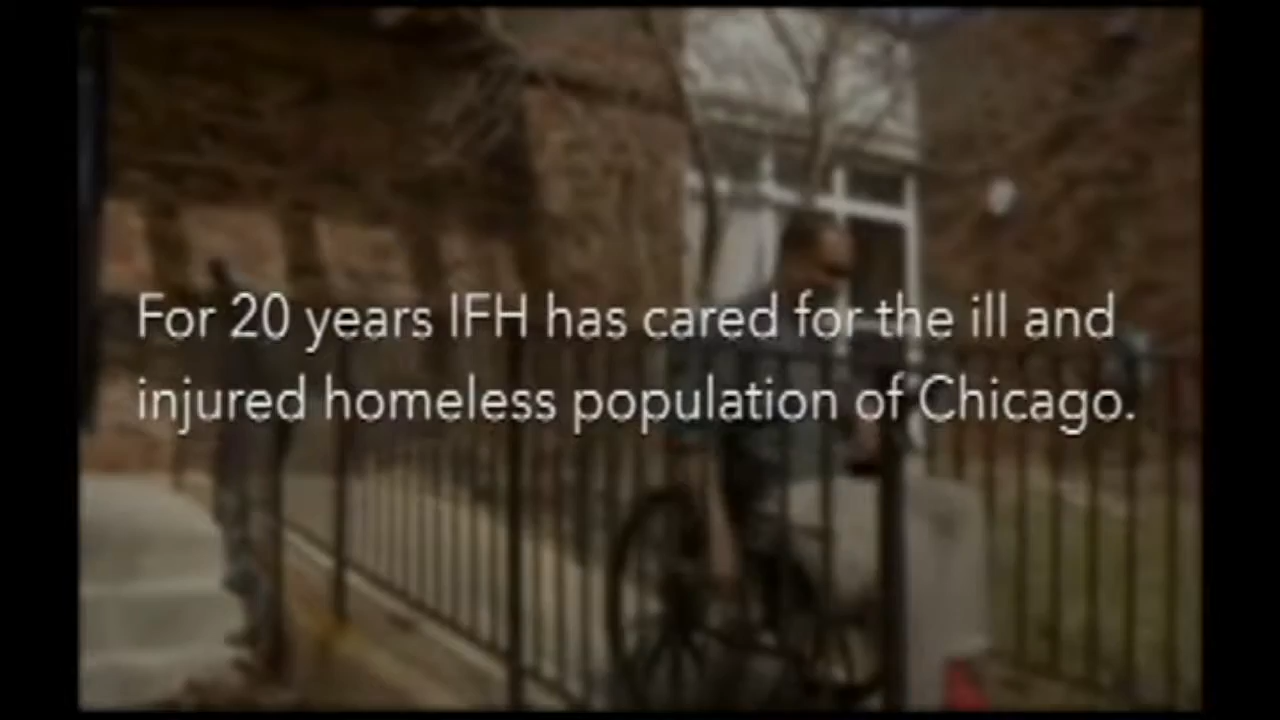 For 20 years IFH has cared for the ill and
injured homeless population of Chicago.